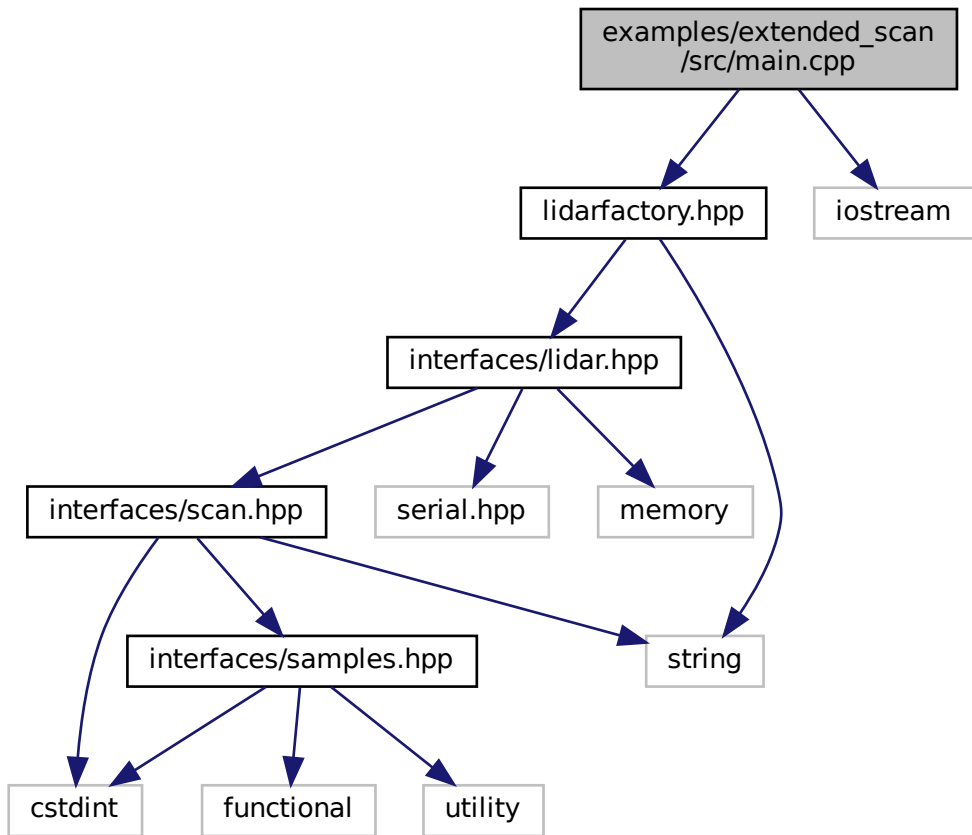 examples/extended_scan
/src/main.cpp
lidarfactory.hpp
iostream
interfaces/lidar.hpp
interfaces/scan.hpp
serial.hpp
memory
interfaces/samples.hpp
string
cstdint
functional
utility